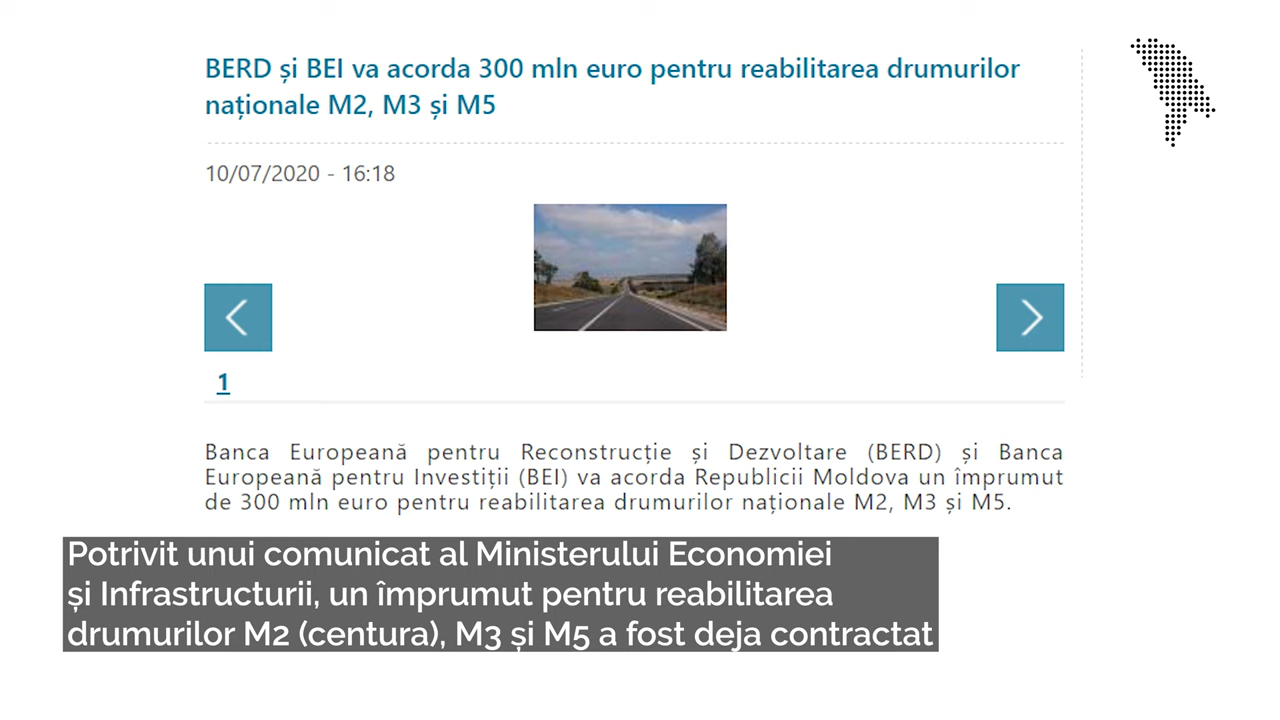 BERD și BEI va acorda 300 mln euro pentru reabilitarea drumurilor
naționale M2, M3 și M5
10/07/2020 - 16:18
1
Banca Europeană pentru Reconstrucție și Dezvoltare (BERD) și Banca
Europeană pentru Investiții (BEI) va acorda Republicii Moldova un împrumut
de 300 mln euro pentru reabilitarea drumurilor naționale M2, M3 și M5.
Potrivit unui comunicat al Ministerului Economiei
și Infrastructurii, un împrumut pentru reabilitarea
drumurilor M2 (centura), M3 și M5 a fost deja contractat